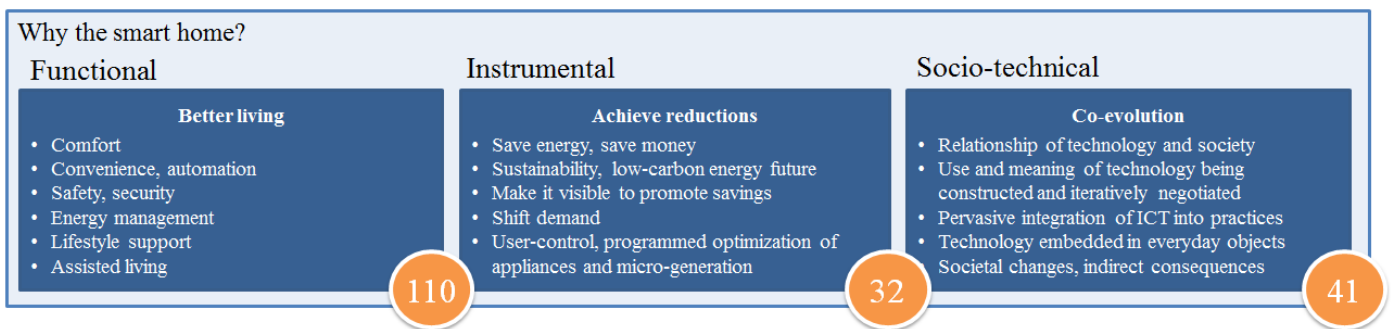 Why the smart home?
Functional
Better living
• Comfort
• Convenience, automation
• Safety, security
• Energy management
• Lifestyle support
• Assisted living
110
Instrumental
Achieve reductions
• Save energy, save money
• Sustainability, low-carbon energy future
• Make it visible to promote savings
• Shift demand
• User-control, programmed optimization of
appliances and micro-generation
32
Socio-technical
Co-evolution
• Relationship of technology and society
• Use and meaning of technology being
constructed and iteratively negotiated
• Pervasive integration of ICT into practices
• Technology embedded in everyday objects
• Societal changes, indirect consequences
41